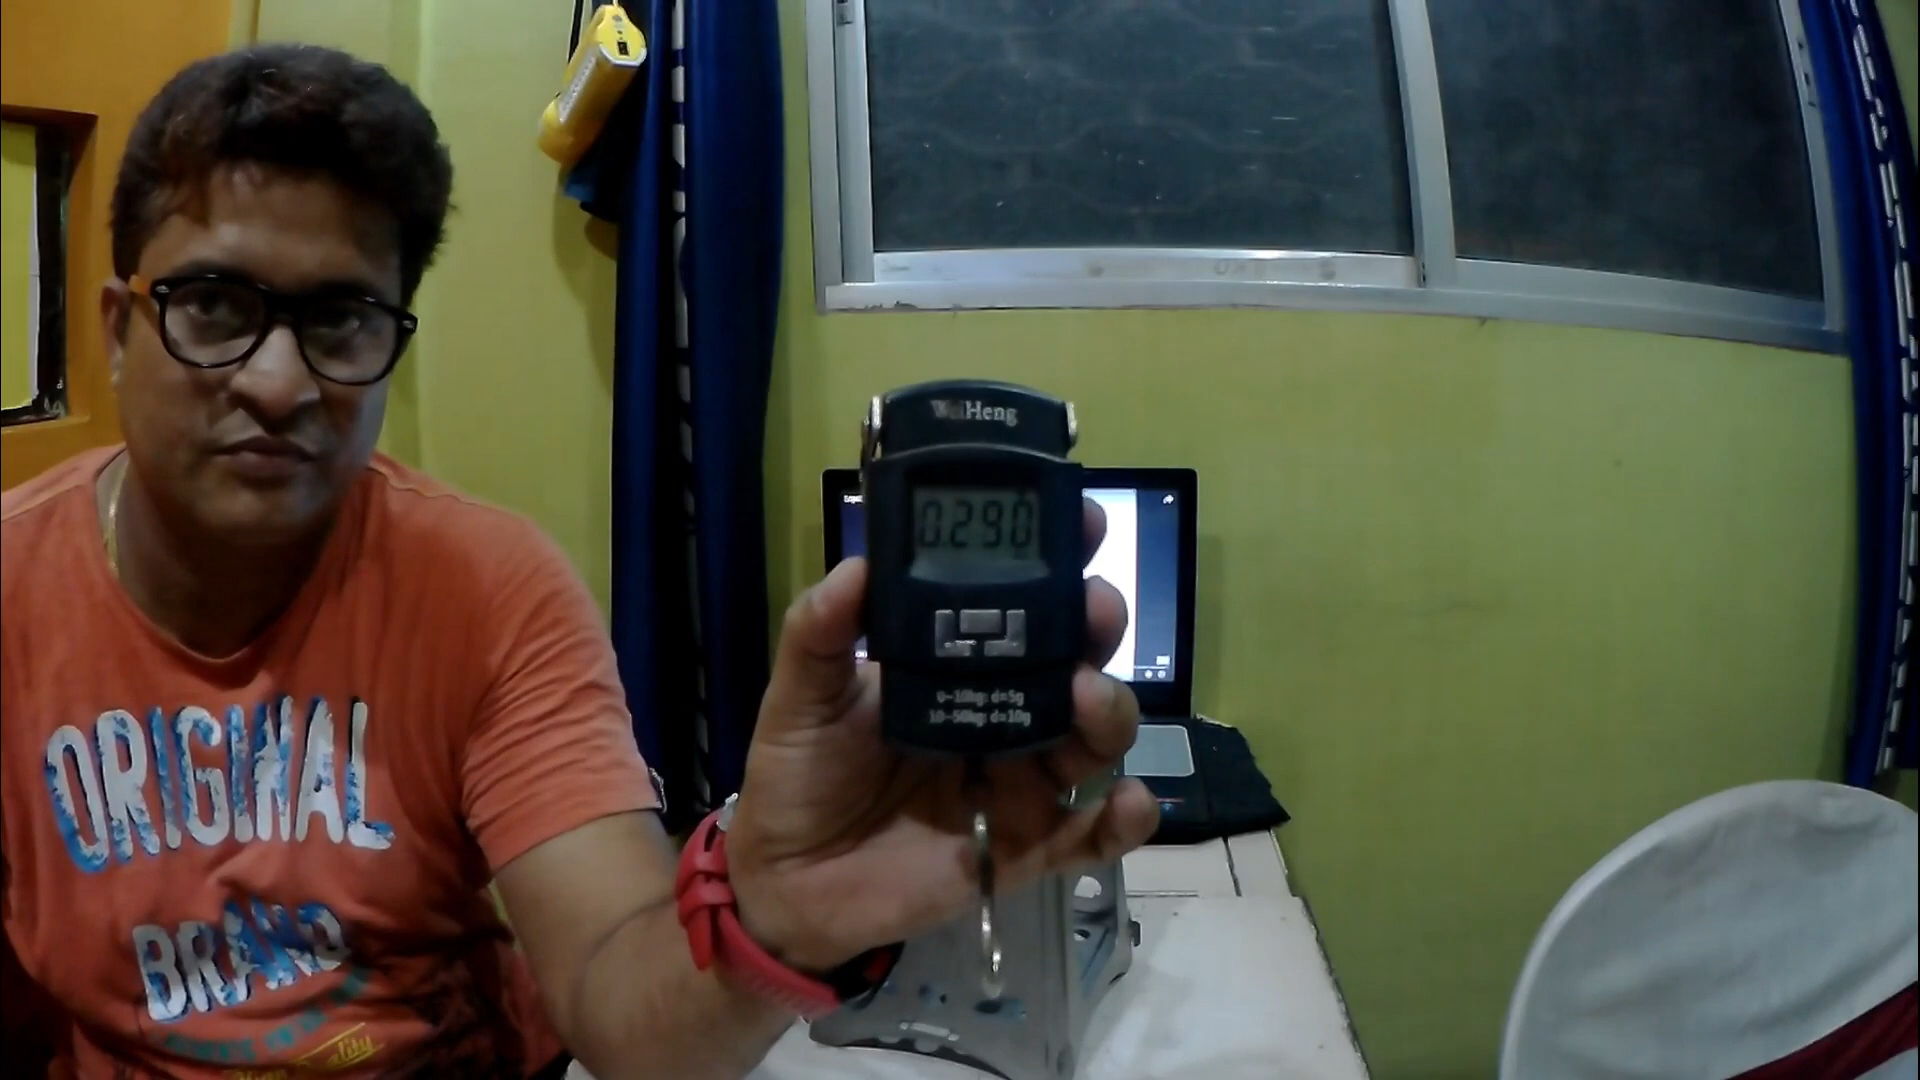 WeiHeng
0.290
0~10kg: d=5g
10~50kg: d=10g
ORIGINAL
BRAND